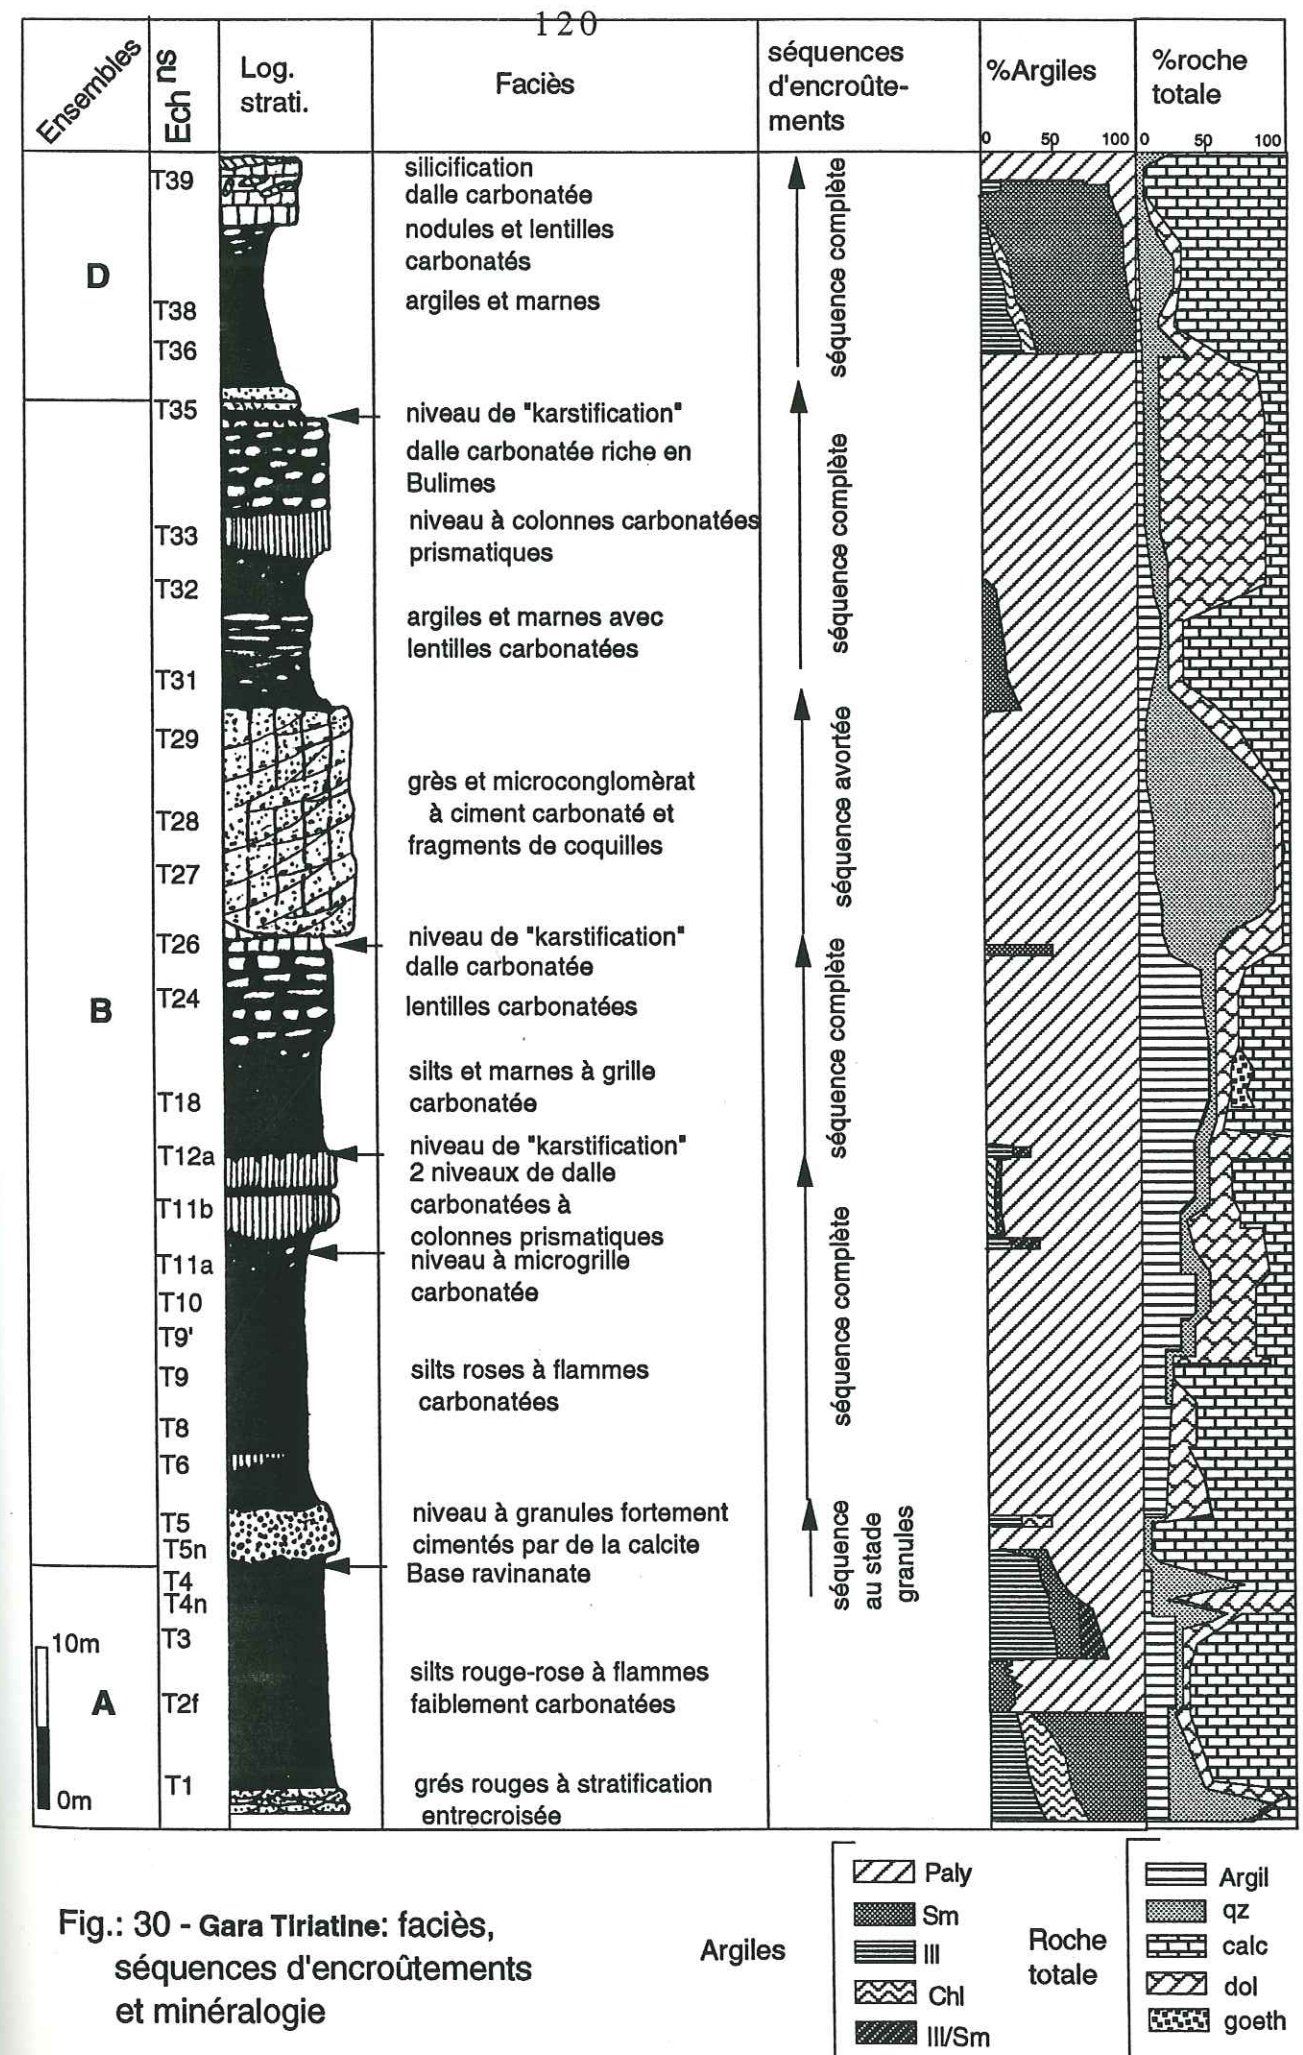 120
Ensembles
Ech ns
Log.
strati.
Faciès
séquences
d'encroûte-
ments
%Argiles
0 50 100
%roche
totale
0 50 100
D
B
A
T39
T38
T36
T35
T33
T32
T31
T29
T28
T27
T26
T24
T18
T12a
T11b
T11a
T10
T9'
T9
T8
T6
T5
T5n
T4
T4n
T3
T2f
T1
10m
0m
silicification
dalle carbonatée
nodules et lentilles
carbonatés
argiles et marnes
niveau de "karstification"
dalle carbonatée riche en
Bulimes
niveau à colonnes carbonatées
prismatiques
argiles et marnes avec
lentilles carbonatées
grès et microconglomèrat
à ciment carbonaté et
fragments de coquilles
niveau de "karstification"
dalle carbonatée
lentilles carbonatées
silts et marnes à grille
carbonatée
niveau de "karstification"
2 niveaux de dalle
carbonatées à
colonnes prismatiques
niveau à microgrille
carbonatée
silts roses à flammes
carbonatées
niveau à granules fortement
cimentés par de la calcite
Base ravinanate
silts rouge-rose à flammes
faiblement carbonatées
grés rouges à stratification
entrecroisée
séquence complète
séquence complète
séquence avortée
séquence complète
séquence complète
séquence
au stade
granules
Fig.: 30 - Gara Tiriatine: faciès,
séquences d'encroûtements
et minéralogie
Argiles
Paly
Sm
Ill
Chl
Ill/Sm
Roche
totale
Argil
qz
calc
dol
goeth